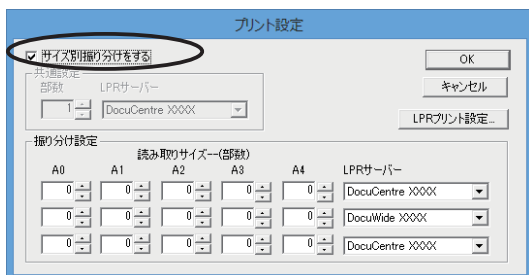 プリント設定
サイズ別振り分けをする
OK
共通設定
キャンセル
部数 LPRサーバー
1 DocuCentre XXXX
LPRプリント設定...
振り分け設定
読み取りサイズ--(部数)
A0 A1 A2 A3 A4 LPRサーバー
0 0 0 0 0 DocuCentre XXXX
0 0 0 0 0 DocuWide XXXX
0 0 0 0 0 DocuCentre XXXX